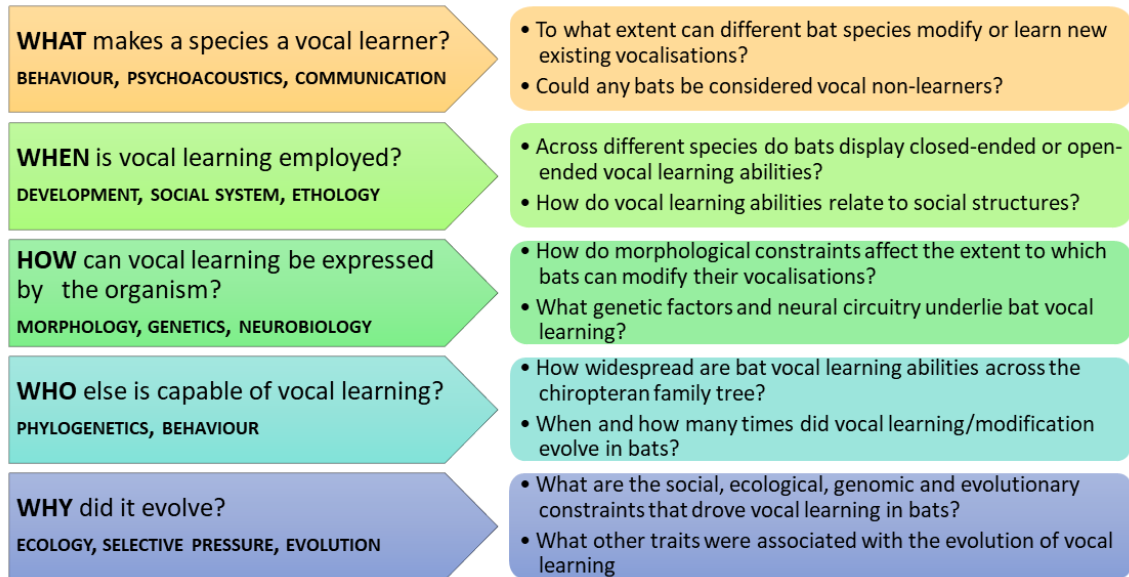 WHAT makes a species a vocal learner?
BEHAVIOUR, PSYCHOACOUSTICS, COMMUNICATION
• To what extent can different bat species modify or learn new
existing vocalisations?
• Could any bats be considered vocal non-learners?
WHEN is vocal learning employed?
DEVELOPMENT, SOCIAL SYSTEM, ETHOLOGY
• Across different species do bats display closed-ended or open-
ended vocal learning abilities?
• How do vocal learning abilities relate to social structures?
HOW can vocal learning be expressed
by the organism?
MORPHOLOGY, GENETICS, NEUROBIOLOGY
• How do morphological constraints affect the extent to which
bats can modify their vocalisations?
• What genetic factors and neural circuitry underlie bat vocal
learning?
WHO else is capable of vocal learning?
PHYLOGENETICS, BEHAVIOUR
• How widespread are bat vocal learning abilities across the
chiropteran family tree?
• When and how many times did vocal learning/modification
evolve in bats?
WHY did it evolve?
ECOLOGY, SELECTIVE PRESSURE, EVOLUTION
• What are the social, ecological, genomic and evolutionary
constraints that drove vocal learning in bats?
• What other traits were associated with the evolution of vocal
learning